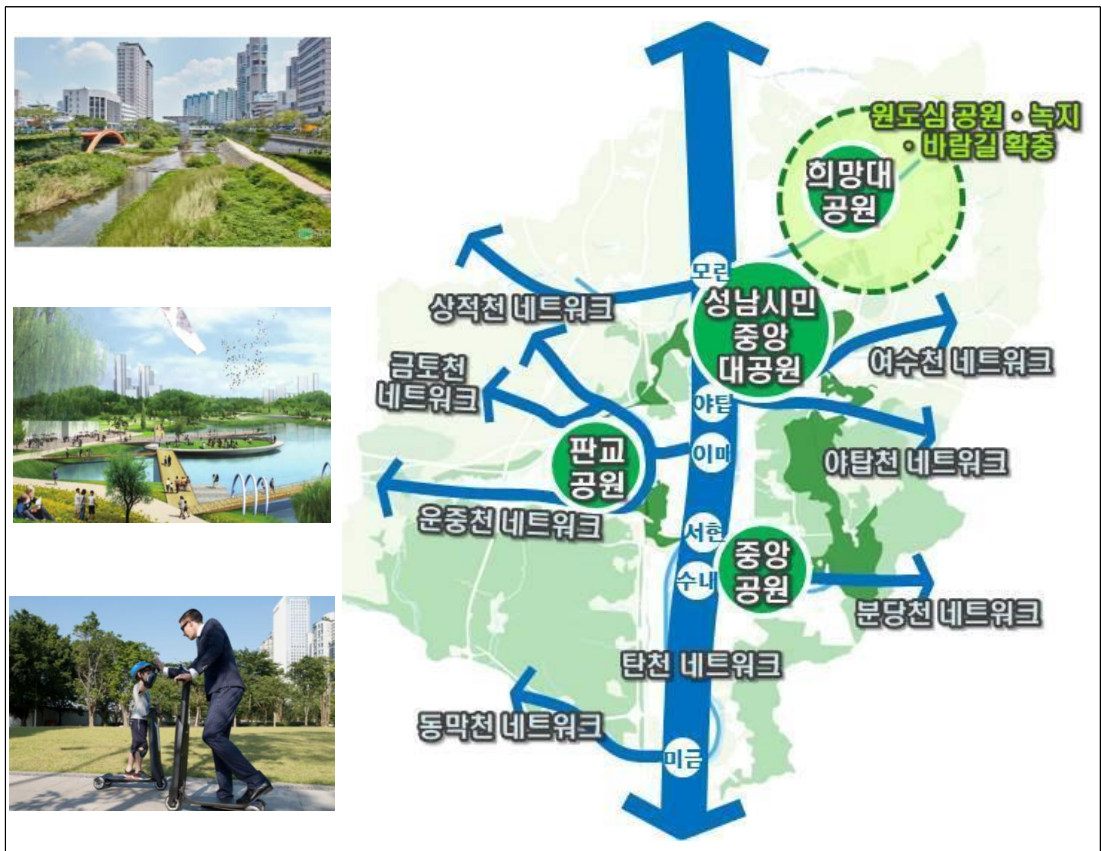 원도심 공원 · 녹지
· 바람길 확충
희망대
공원
모란
성남시민
중앙
대공원
상적천 네트워크
여수천 네트워크
금토천
네트워크
야탑
이매
야탑천 네트워크
판교
공원
운중천 네트워크
서현
중앙
공원
수내
분당천 네트워크
탄천 네트워크
동막천 네트워크
미금